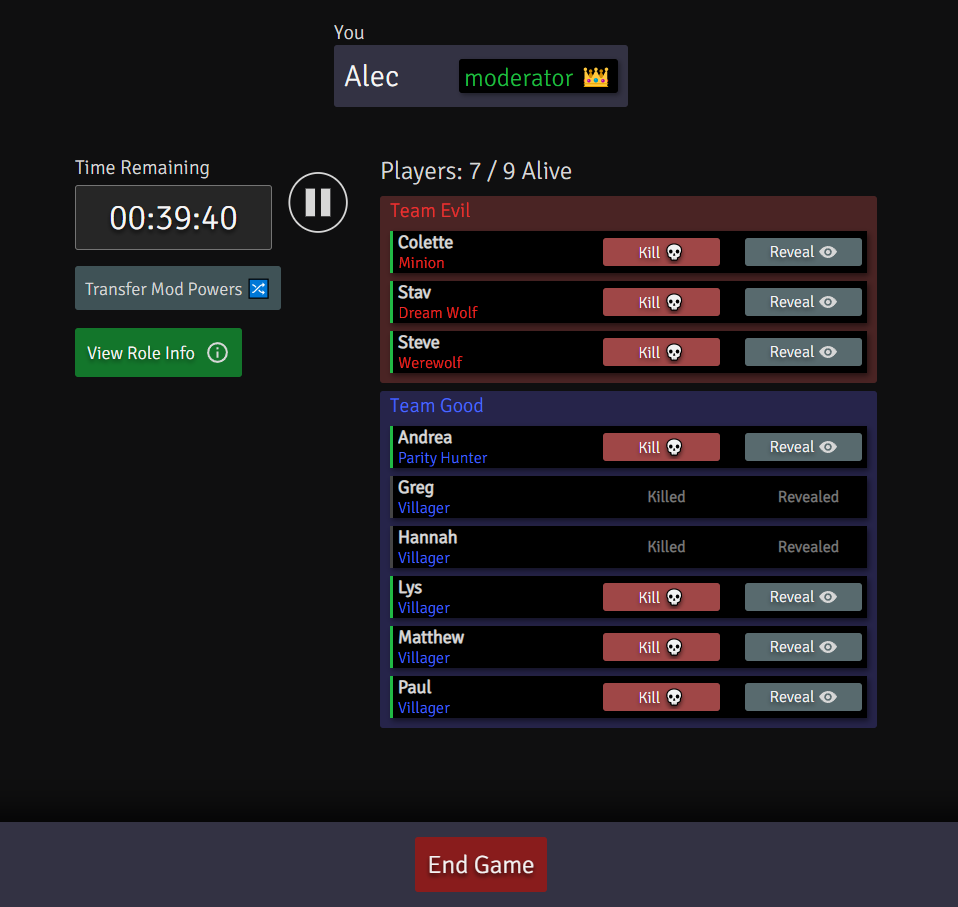 You
Alec
moderator 👑
Time Remaining
00:39:40
Transfer Mod Powers 🔀
View Role Info
Players: 7 / 9 Alive
Team Evil
Colette
Minion
Kill 💀
Reveal
Stav
Dream Wolf
Kill 💀
Reveal
Steve
Werewolf
Kill 💀
Reveal
Team Good
Andrea
Parity Hunter
Kill 💀
Reveal
Greg
Villager
Killed
Revealed
Hannah
Villager
Killed
Revealed
Lys
Villager
Kill 💀
Reveal
Matthew
Villager
Kill 💀
Reveal
Paul
Villager
Kill 💀
Reveal
End Game